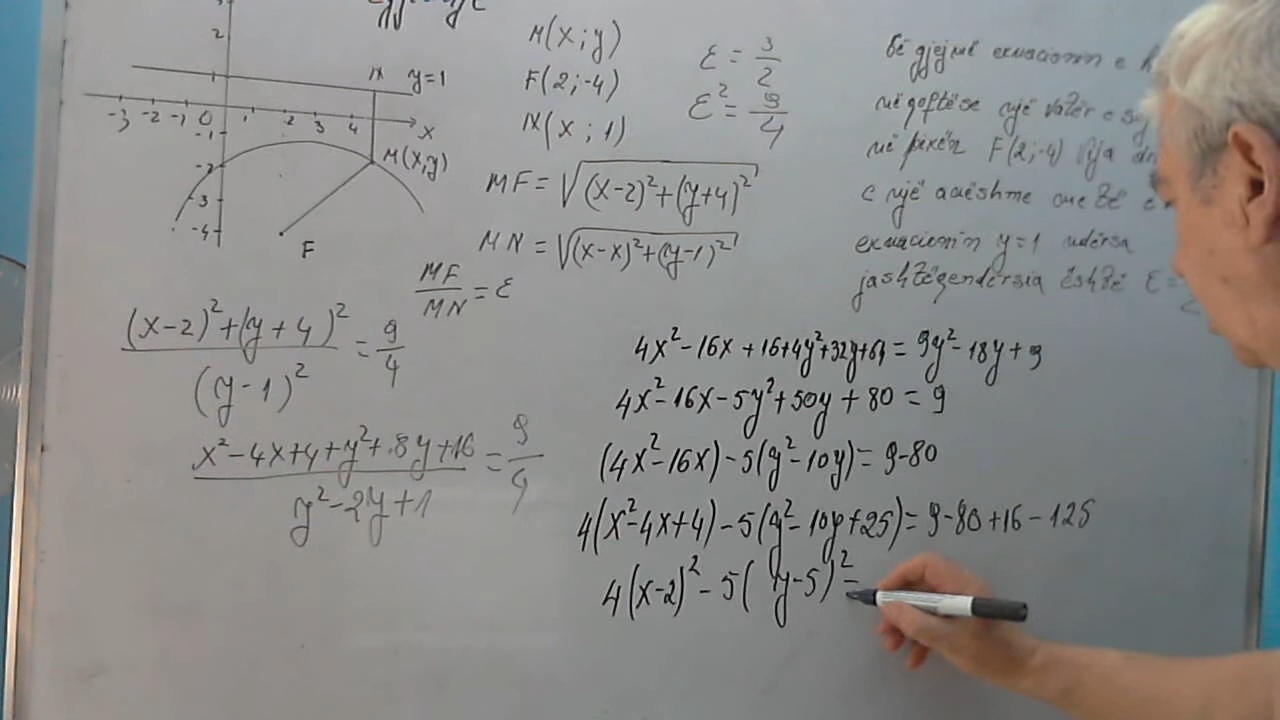 2
N y=1
-3 -2 -1 0 1 2 3 4 x
-1
-2
-3
-4
M(x,y)
F
M(x;y)
F(2;-4)
N(x;1)
ε = 3/2
ε² = 9/4
MF = √((x-2)²+(y+4)²)
MN = √((x-x)²+(y-1)²)
MF/MN = ε
((x-2)²+(y+4)²)/(y-1)² = 9/4
(x²-4x+4+y²+8y+16)/(y²-2y+1) = 9/4
të gjejmë ekuacionin e
në qoftëse një vatër e
në pikën F(2;-4) vija
e një
ekuacionin y=1 ndërsa
jashtëqendërsia është ε=
4x²-16x+16+4y²+32y+64 = 9y²-18y+9
4x²-16x-5y²+50y+80 = 9
(4x²-16x)-5(y²-10y) = 9-80
4(x²-4x+4)-5(y²-10y+25) = 9-80+16-125
4(x-2)²-5(y-5)² =